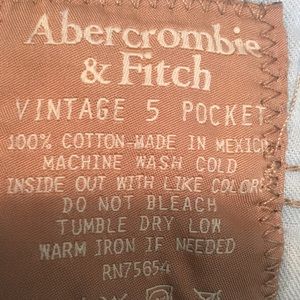 Abercrombie
& Fitch
VINTAGE 5 POCKET
100% COTTON-MADE IN MEXICO
MACHINE WASH COLD
INSIDE OUT WITH LIKE COLORS
DO NOT BLEACH
TUMBLE DRY LOW
WARM IRON IF NEEDED
RN75654